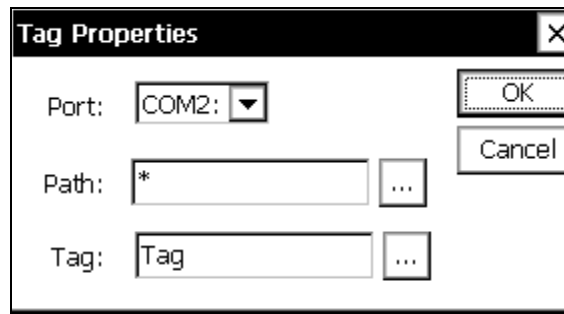 Tag Properties
Port: COM2: OK
Cancel
Path: * ...
Tag: Tag ...